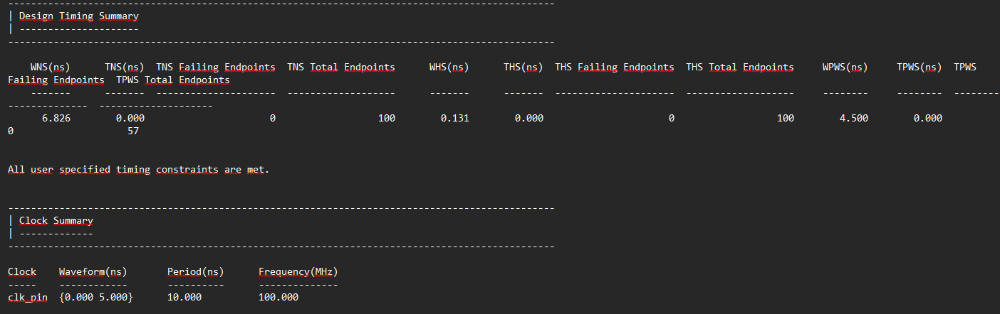 ---------------------------------------------------------------------------------------------
| Design Timing Summary
| ---------------------
---------------------------------------------------------------------------------------------
WNS(ns) TNS(ns) TNS Failing Endpoints TNS Total Endpoints WHS(ns) THS(ns) THS Failing Endpoints THS Total Endpoints WPWS(ns) TPWS(ns) TPWS
Failing Endpoints TPWS Total Endpoints
------- ------- --------------------- ------------------- ------- --------------------- ------------------- -------- -------- --------
-------------- --------------------
6.826 0.000 0 100 0.131 0.000 0 100 4.500 0.000
0 57
All user specified timing constraints are met.
---------------------------------------------------------------------------------------------
| Clock Summary
| -------------
---------------------------------------------------------------------------------------------
Clock Waveform(ns) Period(ns) Frequency(MHz)
----- ------------ ---------- --------------
clk_pin {0.000 5.000} 10.000 100.000